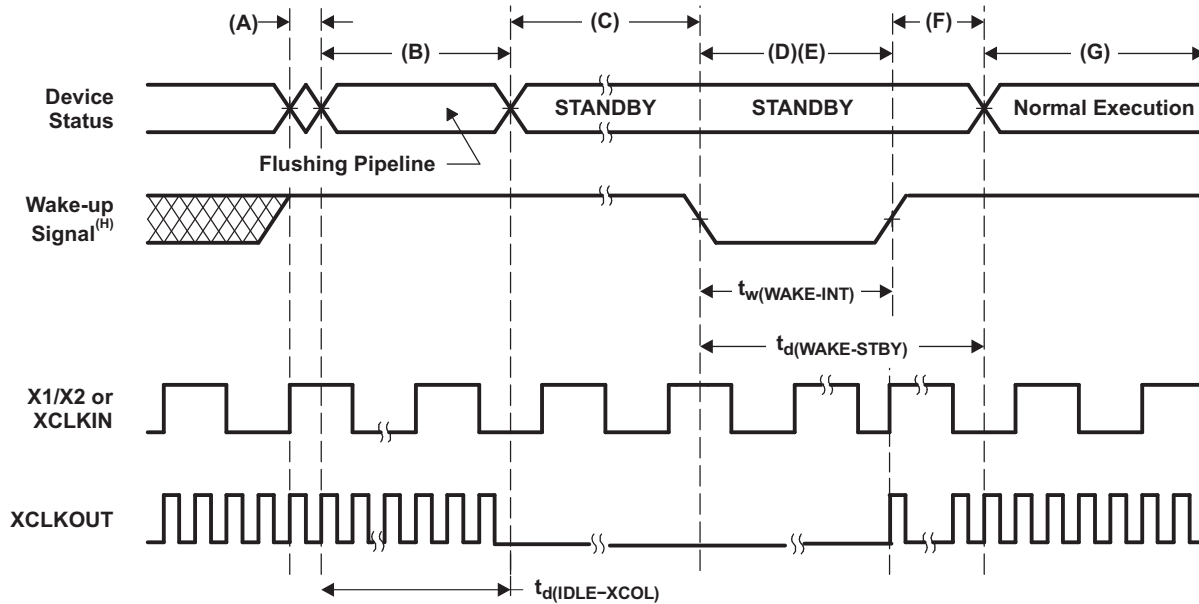 (A)
(B)
(C)
(D)(E)
(F)
(G)
Device
Status
STANDBY
STANDBY
Normal Execution
Flushing Pipeline
Wake-up
Signal(H)
tw(WAKE-INT)
td(WAKE-STBY)
X1/X2 or
XCLKIN
XCLKOUT
td(IDLE−XCOL)